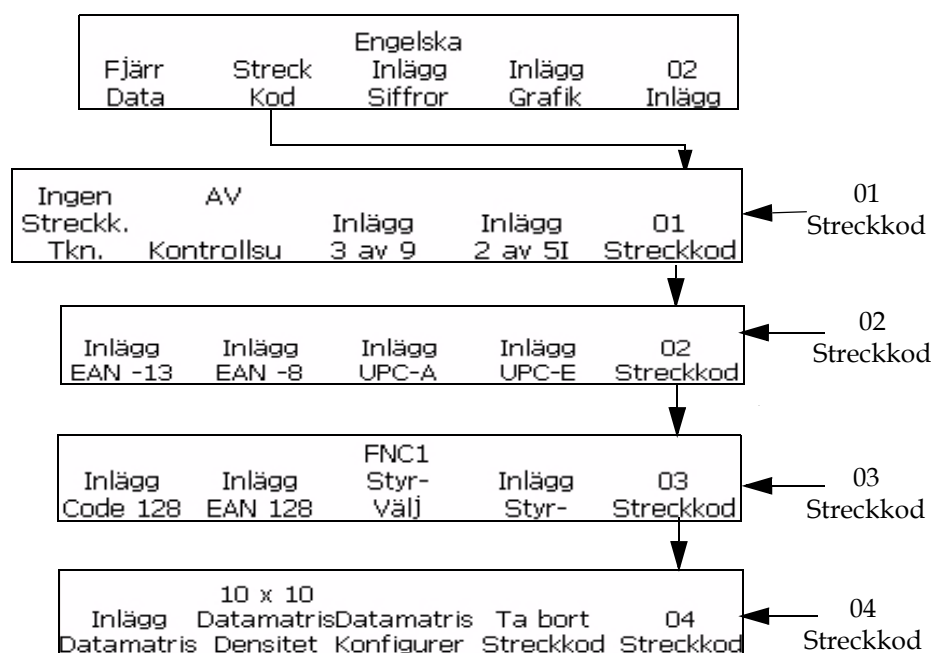 Engelska
Fjärr Streck Inlägg Inlägg 02
Data Kod Siffror Grafik Inlägg
Ingen AV
Streckk. Inlägg Inlägg 01
Tkn. Kontrollsu 3 av 9 2 av 5I Streckkod
01
Streckkod
Inlägg Inlägg Inlägg Inlägg 02
EAN -13 EAN -8 UPC-A UPC-E Streckkod
02
Streckkod
FNC1
Inlägg Inlägg Styr- Inlägg 03
Code 128 EAN 128 Välj Styr- Streckkod
03
Streckkod
10 x 10
Inlägg Datamatris Datamatris Ta bort 04
Datamatris Densitet Konfigurer Streckkod Streckkod
04
Streckkod